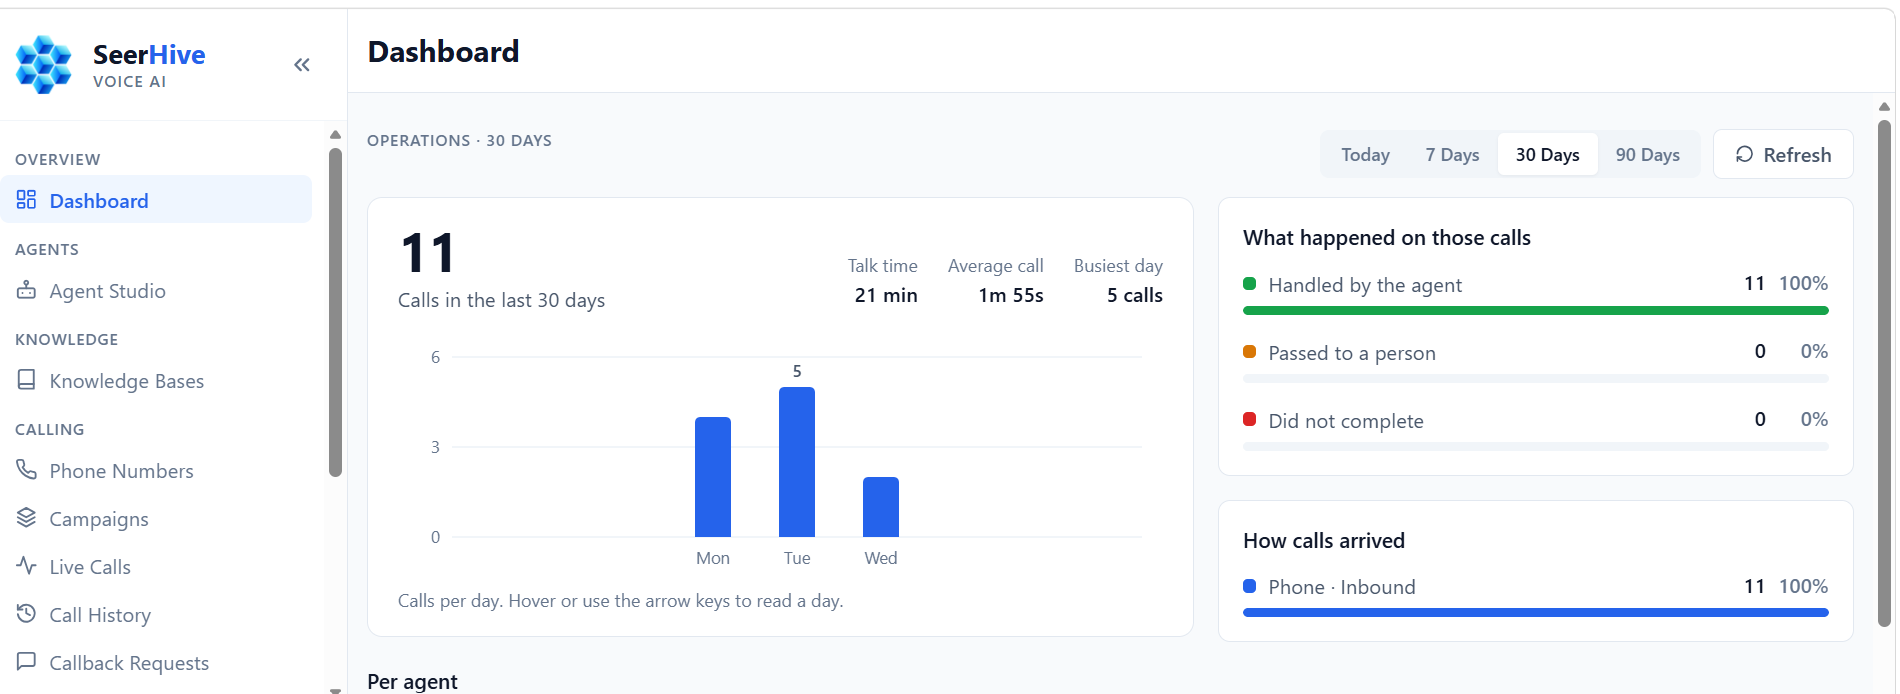 SeerHive
VOICE AI
OVERVIEW
Dashboard
AGENTS
Agent Studio
KNOWLEDGE
Knowledge Bases
CALLING
Phone Numbers
Campaigns
Live Calls
Call History
Callback Requests
Dashboard
OPERATIONS · 30 DAYS
Today 7 Days 30 Days 90 Days Refresh
11
Calls in the last 30 days
Talk time Average call Busiest day
21 min 1m 55s 5 calls
6
5
3
0
Mon Tue Wed
Calls per day. Hover or use the arrow keys to read a day.
What happened on those calls
Handled by the agent 11 100%
Passed to a person 0 0%
Did not complete 0 0%
How calls arrived
Phone · Inbound 11 100%
Per agent